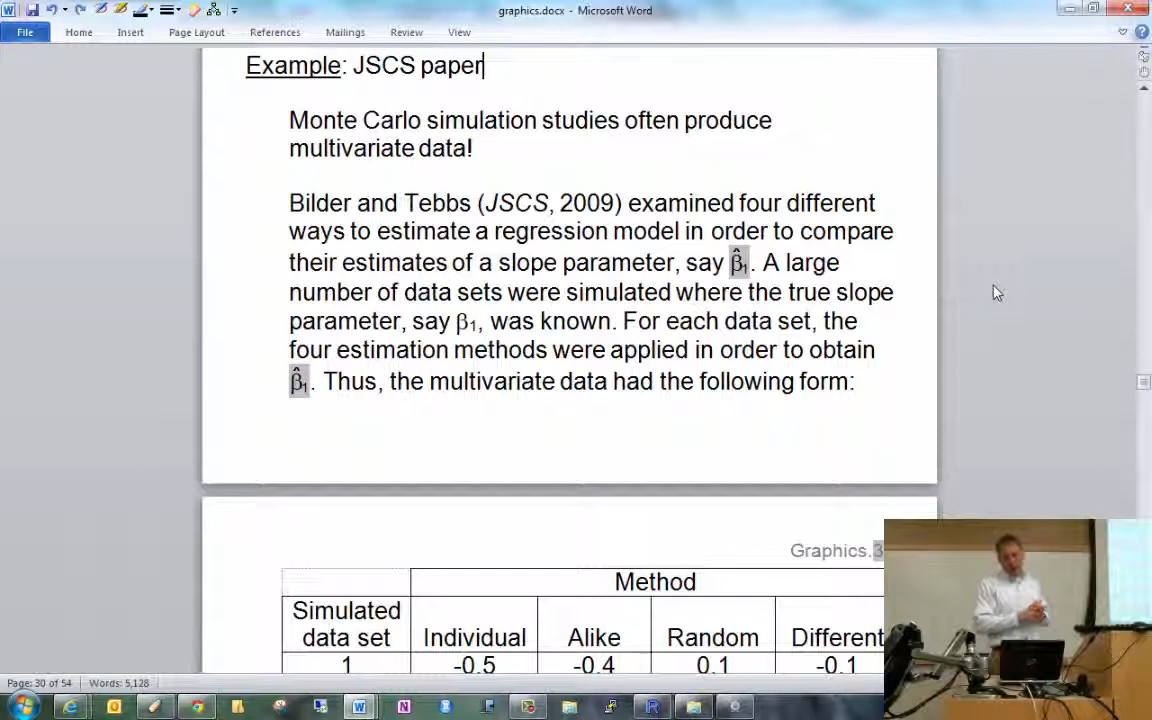 graphics.docx - Microsoft Word
File Home Insert Page Layout References Mailings Review View
Example: JSCS paper
Monte Carlo simulation studies often produce
multivariate data!
Bilder and Tebbs (JSCS, 2009) examined four different
ways to estimate a regression model in order to compare
their estimates of a slope parameter, say β̂₁. A large
number of data sets were simulated where the true slope
parameter, say β₁, was known. For each data set, the
four estimation methods were applied in order to obtain
β̂₁. Thus, the multivariate data had the following form:
Graphics.3
Method
Simulated
data set Individual Alike Random Different
1 -0.5 -0.4 0.1 -0.1
Page: 30 of 54 Words: 5,128